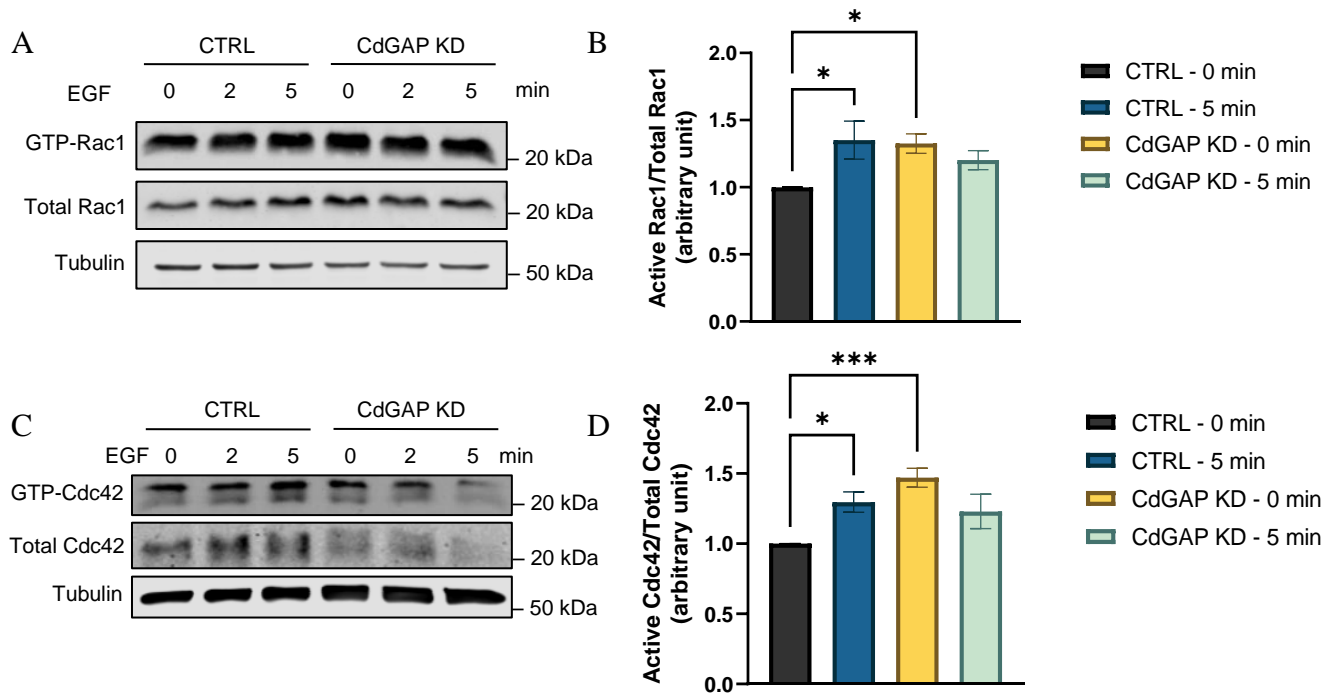 A
CTRL CdGAP KD
EGF 0 2 5 0 2 5 min
GTP-Rac1
20 kDa
Total Rac1
20 kDa
Tubulin
50 kDa
B
Active Rac1/Total Rac1
(arbitrary unit)
2.0
1.5
1.0
0.5
0.0
*
*
CTRL - 0 min
CTRL - 5 min
CdGAP KD - 0 min
CdGAP KD - 5 min
C
CTRL CdGAP KD
EGF 0 2 5 0 2 5 min
GTP-Cdc42
20 kDa
Total Cdc42
20 kDa
Tubulin
50 kDa
D
Active Cdc42/Total Cdc42
(arbitrary unit)
2.0
1.5
1.0
0.5
0.0
***
*
CTRL - 0 min
CTRL - 5 min
CdGAP KD - 0 min
CdGAP KD - 5 min